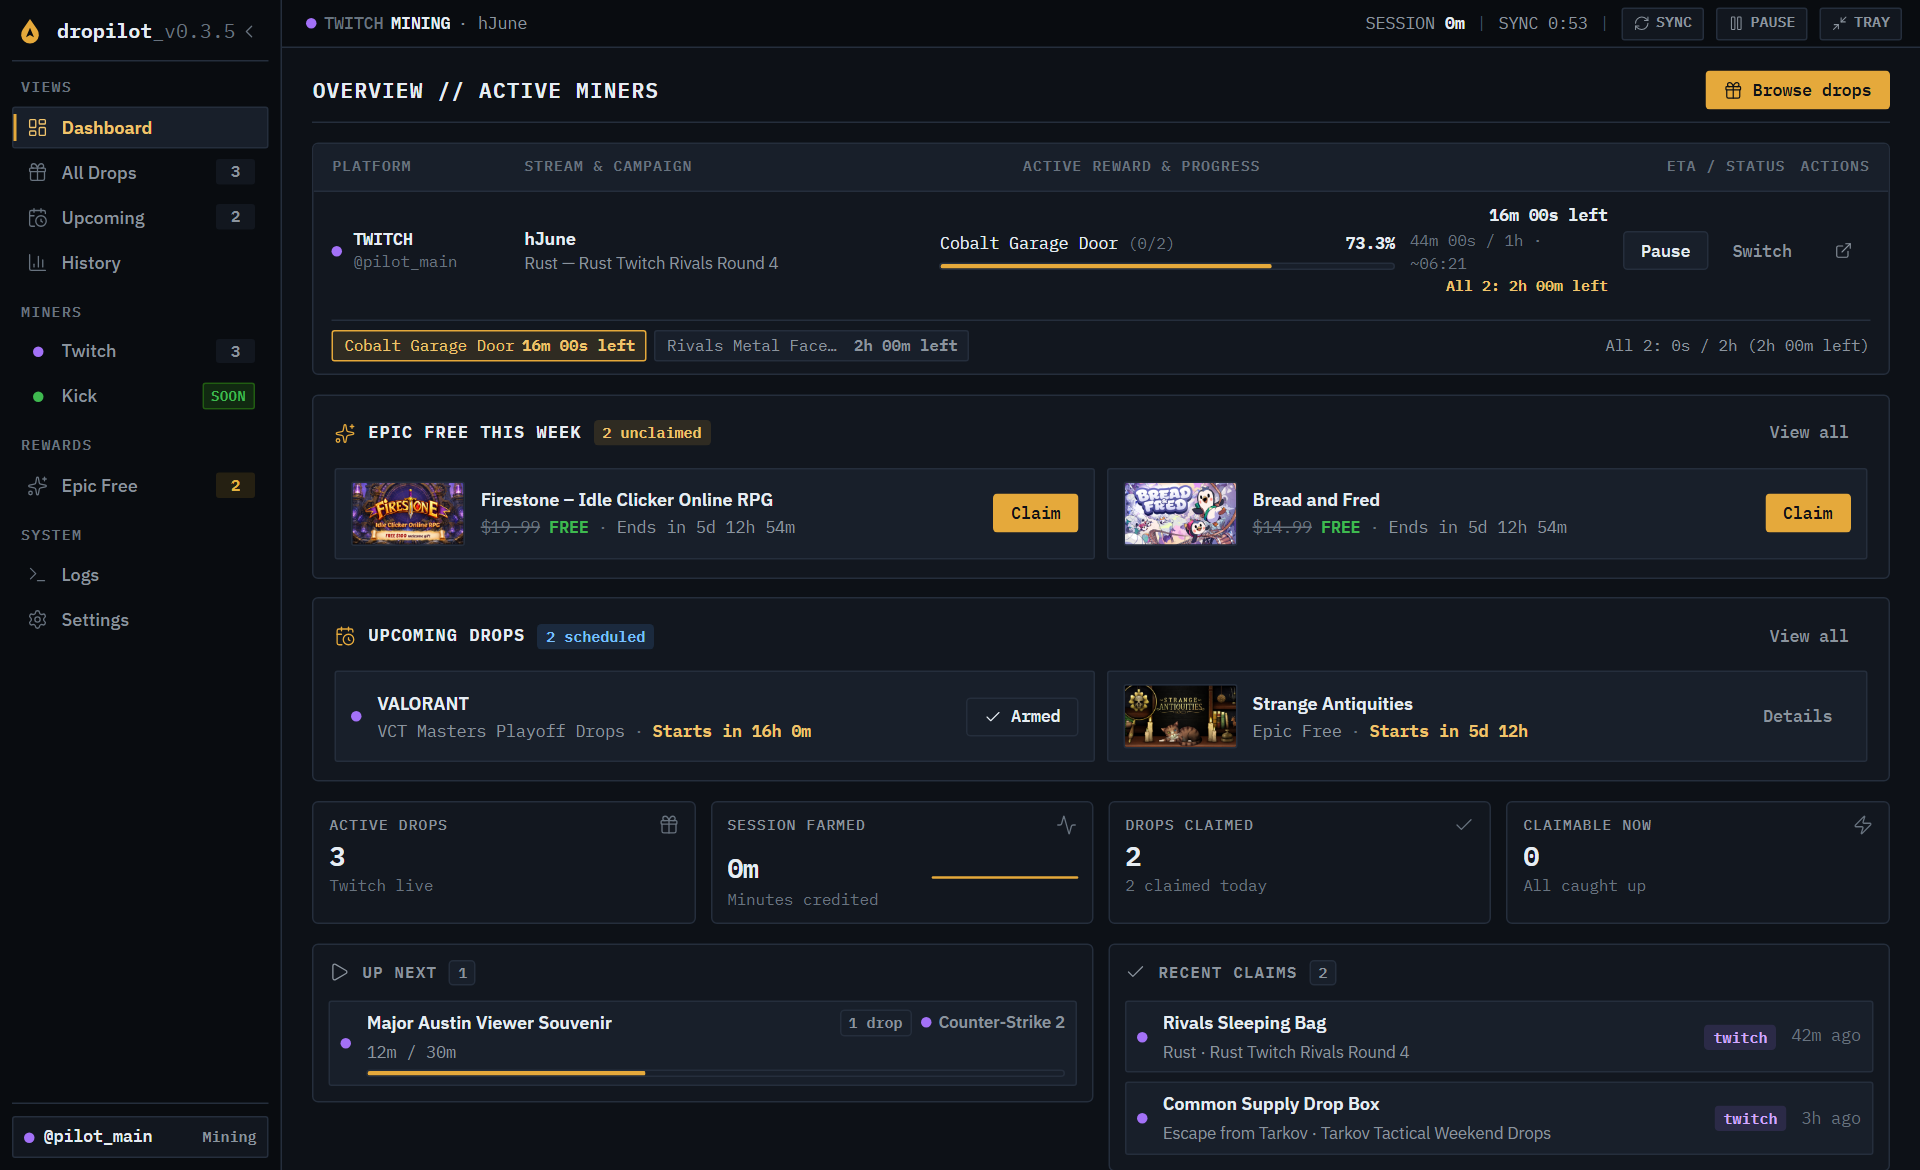 dropilot_v0.3.5
VIEWS
Dashboard
All Drops 3
Upcoming 2
History
MINERS
Twitch 3
Kick SOON
REWARDS
Epic Free 2
SYSTEM
Logs
Settings
@pilot_main Mining
TWITCH MINING · hJune
SESSION 0m | SYNC 0:53 | SYNC PAUSE TRAY
OVERVIEW // ACTIVE MINERS
Browse drops
PLATFORM STREAM & CAMPAIGN ACTIVE REWARD & PROGRESS ETA / STATUS ACTIONS
TWITCH
@pilot_main
hJune
Rust — Rust Twitch Rivals Round 4
Cobalt Garage Door (0/2) 73.3%
16m 00s left
44m 00s / 1h ·
~06:21
All 2: 2h 00m left
Pause Switch
Cobalt Garage Door 16m 00s left
Rivals Metal Face… 2h 00m left
All 2: 0s / 2h (2h 00m left)
EPIC FREE THIS WEEK 2 unclaimed
View all
FIRESTONE
Idle Clicker Online RPG
Firestone – Idle Clicker Online RPG
$19.99 FREE · Ends in 5d 12h 54m
Claim
BREAD & FRED
Bread and Fred
$14.99 FREE · Ends in 5d 12h 54m
Claim
UPCOMING DROPS 2 scheduled
View all
VALORANT
VCT Masters Playoff Drops · Starts in 16h 0m
Armed
STRANGE
ANTIQUITIES
Strange Antiquities
Epic Free · Starts in 5d 12h
Details
ACTIVE DROPS
3
Twitch live
SESSION FARMED
0m
Minutes credited
DROPS CLAIMED
2
2 claimed today
CLAIMABLE NOW
0
All caught up
UP NEXT 1
Major Austin Viewer Souvenir
1 drop Counter-Strike 2
12m / 30m
RECENT CLAIMS 2
Rivals Sleeping Bag
Rust · Rust Twitch Rivals Round 4
twitch 42m ago
Common Supply Drop Box
Escape from Tarkov · Tarkov Tactical Weekend Drops
twitch 3h ago